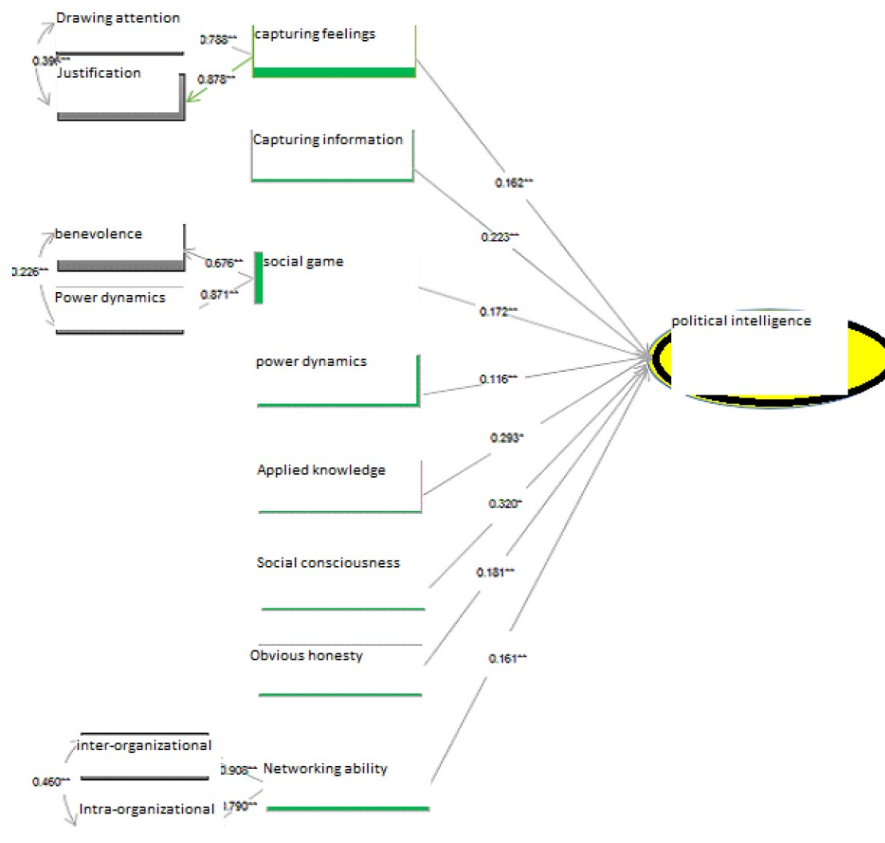 Drawing attention
0.788**
capturing feelings
0.394**
Justification
0.878**
Capturing information
0.162**
0.223**
benevolence
0.676**
social game
0.226**
Power dynamics
0.871**
0.172**
political intelligence
power dynamics
0.116**
Applied knowledge
0.293*
0.320*
Social consciousness
0.181**
Obvious honesty
0.161**
inter-organizational
0.908**
Networking ability
0.460**
Intra-organizational
0.790**